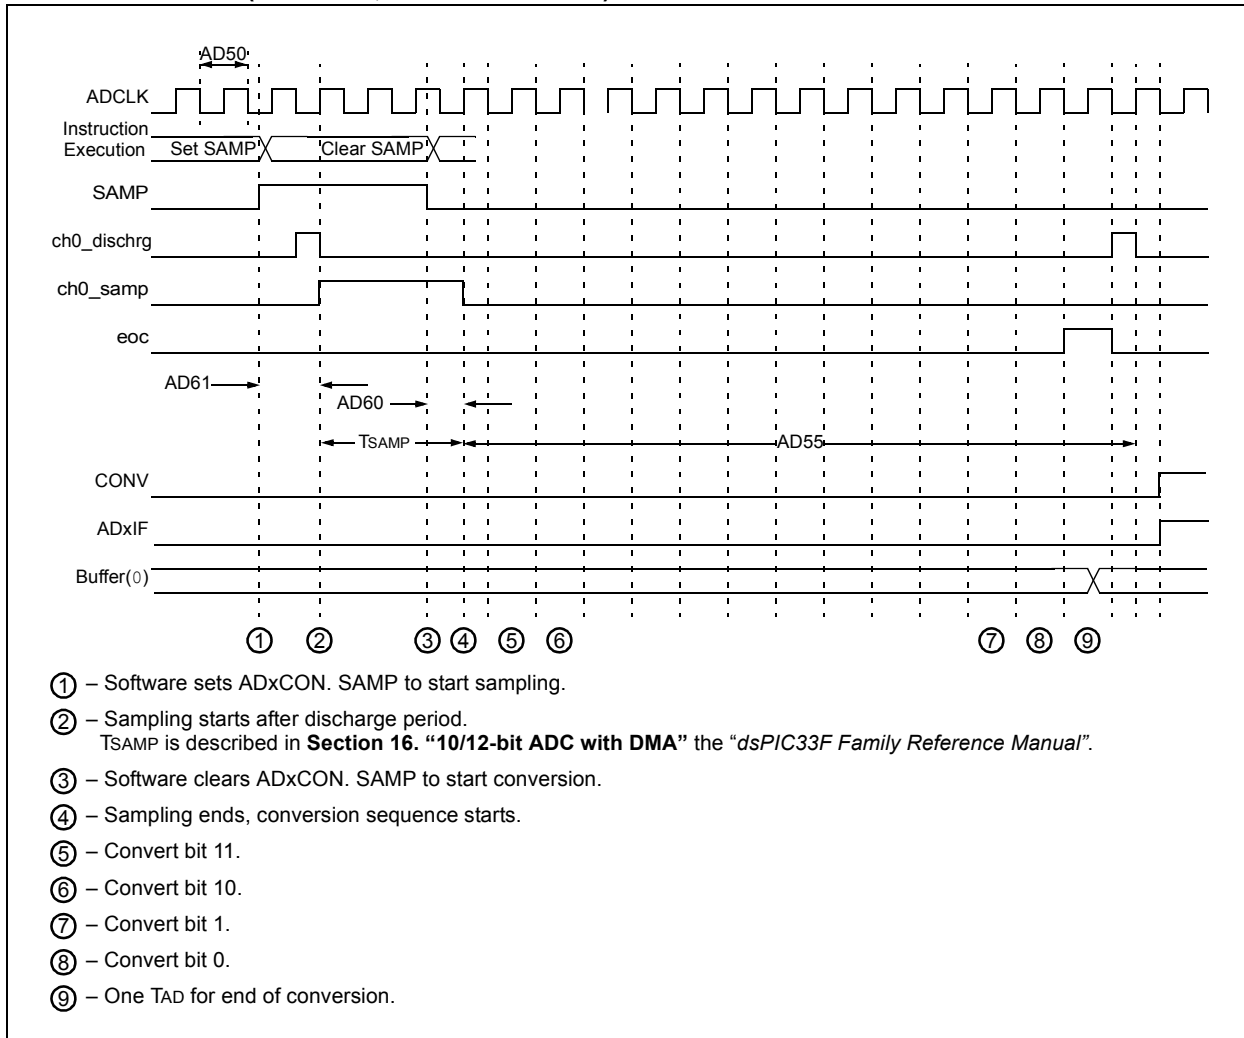 AD50
ADCLK
Instruction
Execution
Set SAMP
Clear SAMP
SAMP
ch0_dischrg
ch0_samp
eoc
AD61
AD60
TSAMP
AD55
CONV
ADxIF
Buffer(0)
1 2 3 4 5 6 7 8 9
1 – Software sets ADxCON. SAMP to start sampling.
2 – Sampling starts after discharge period.
TSAMP is described in Section 16. “10/12-bit ADC with DMA” the “dsPIC33F Family Reference Manual”.
3 – Software clears ADxCON. SAMP to start conversion.
4 – Sampling ends, conversion sequence starts.
5 – Convert bit 11.
6 – Convert bit 10.
7 – Convert bit 1.
8 – Convert bit 0.
9 – One TAD for end of conversion.